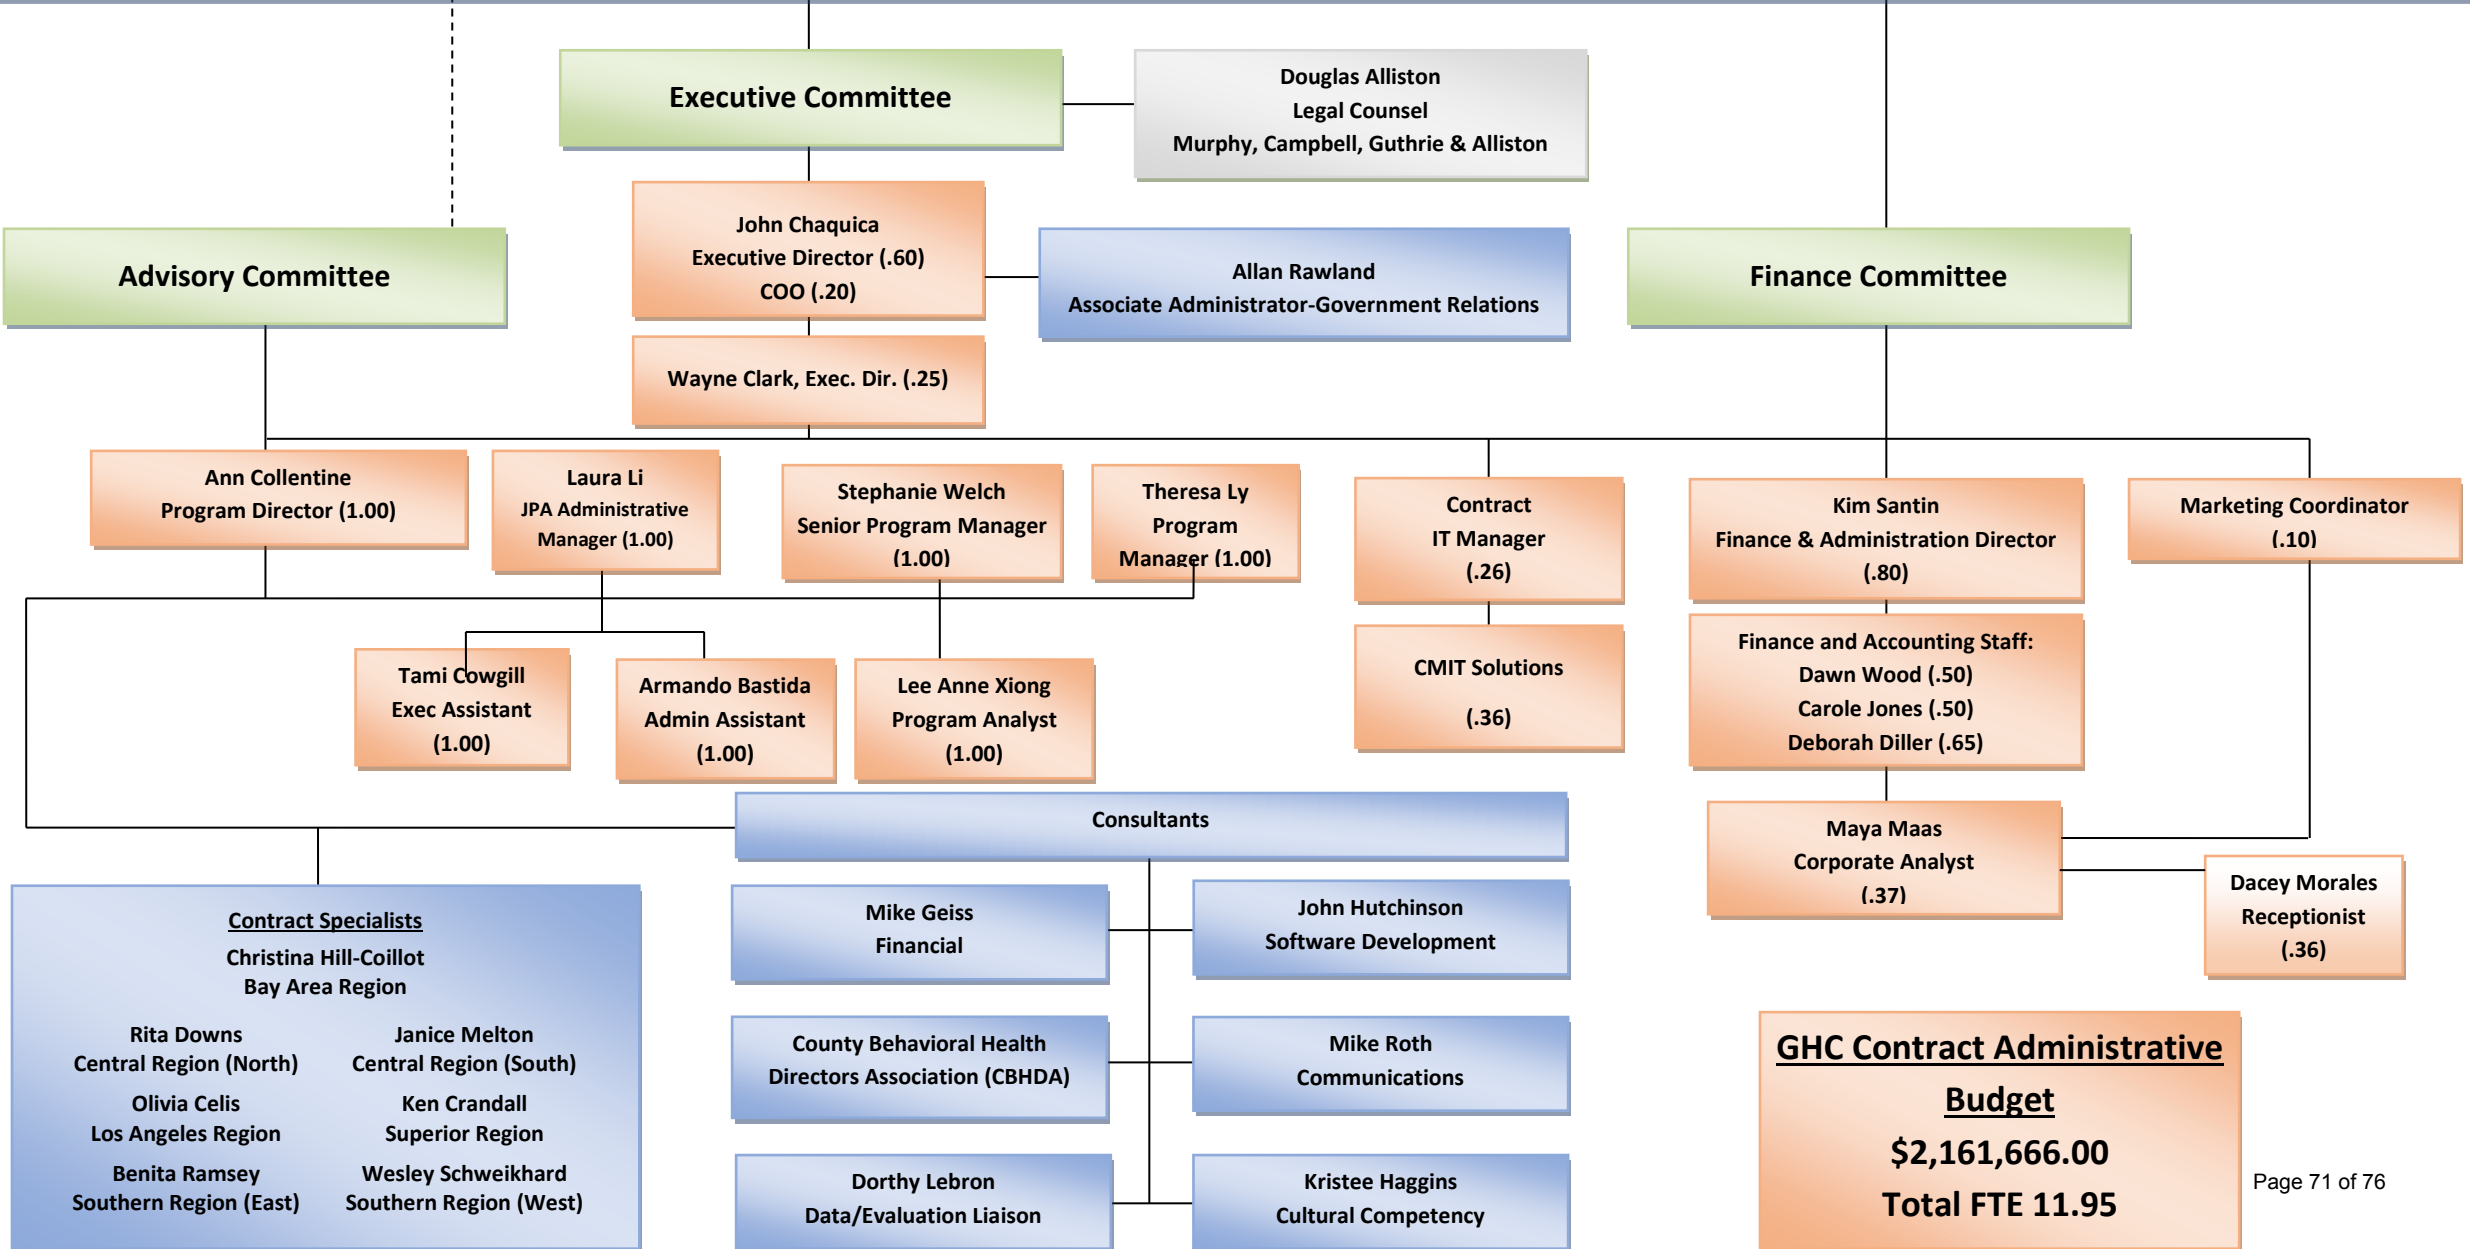 Executive Committee
Douglas Alliston
Legal Counsel
Murphy, Campbell, Guthrie & Alliston
John Chaquica
Executive Director (.60)
COO (.20)
Allan Rawland
Associate Administrator-Government Relations
Advisory Committee
Finance Committee
Wayne Clark, Exec. Dir. (.25)
Ann Collentine
Program Director (1.00)
Laura Li
JPA Administrative
Manager (1.00)
Stephanie Welch
Senior Program Manager
(1.00)
Theresa Ly
Program
Manager (1.00)
Contract
IT Manager
(.26)
Kim Santin
Finance & Administration Director
(.80)
Marketing Coordinator
(.10)
Tami Cowgill
Exec Assistant
(1.00)
Armando Bastida
Admin Assistant
(1.00)
Lee Anne Xiong
Program Analyst
(1.00)
CMIT Solutions
(.36)
Finance and Accounting Staff:
Dawn Wood (.50)
Carole Jones (.50)
Deborah Diller (.65)
Consultants
Maya Maas
Corporate Analyst
(.37)
Dacey Morales
Receptionist
(.36)
Contract Specialists
Christina Hill-Coillot
Bay Area Region
Rita Downs
Central Region (North)
Janice Melton
Central Region (South)
Olivia Celis
Los Angeles Region
Ken Crandall
Superior Region
Benita Ramsey
Southern Region (East)
Wesley Schweikhard
Southern Region (West)
Mike Geiss
Financial
John Hutchinson
Software Development
County Behavioral Health
Directors Association (CBHDA)
Mike Roth
Communications
Dorthy Lebron
Data/Evaluation Liaison
Kristee Haggins
Cultural Competency
GHC Contract Administrative
Budget
$2,161,666.00
Total FTE 11.95
Page 71 of 76